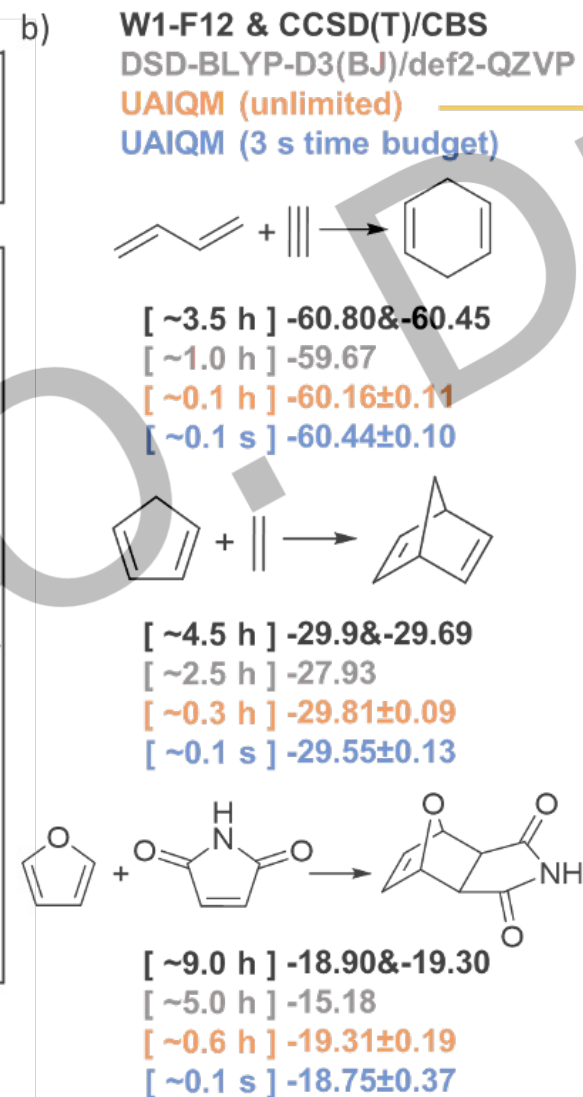 b)
W1-F12 & CCSD(T)/CBS
DSD-BLYP-D3(BJ)/def2-QZVP
UAIQM (unlimited)
UAIQM (3 s time budget)
+
[ ~3.5 h ] -60.80&-60.45
[ ~1.0 h ] -59.67
[ ~0.1 h ] -60.16±0.11
[ ~0.1 s ] -60.44±0.10
+
[ ~4.5 h ] -29.9&-29.69
[ ~2.5 h ] -27.93
[ ~0.3 h ] -29.81±0.09
[ ~0.1 s ] -29.55±0.13
O + O H N O O O NH
[ ~9.0 h ] -18.90&-19.30
[ ~5.0 h ] -15.18
[ ~0.6 h ] -19.31±0.19
[ ~0.1 s ] -18.75±0.37